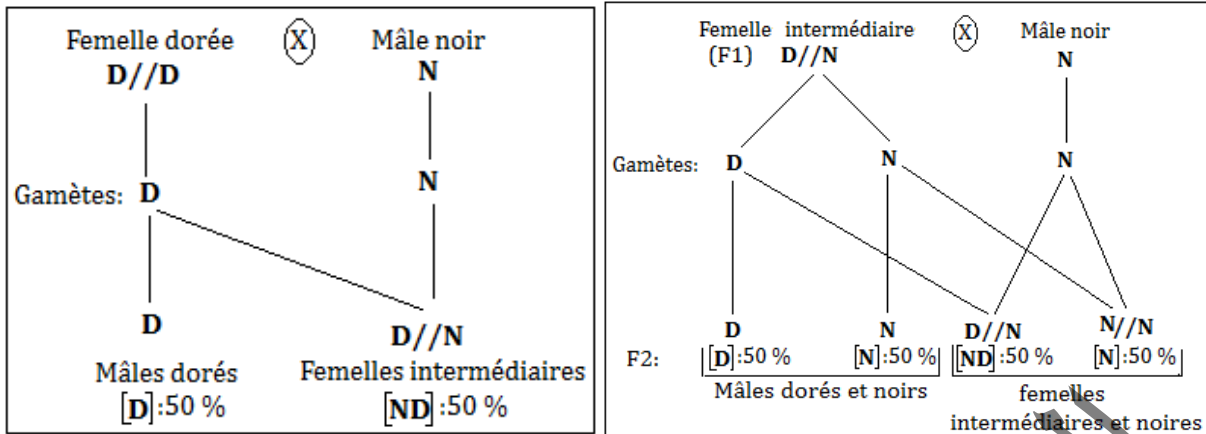 Femelle dorée X Mâle noir
D//D N
Gamètes: D N
D D//N
Mâles dorés Femelles intermédiaires
[D]:50 % [ND]:50 %
Femelle intermédiaire X Mâle noir
(F1) D//N N
Gamètes: D N N
D N D//N N//N
F2: [D]:50 % [N]:50 % [ND]:50 % [N]:50 %
Mâles dorés et noirs femelles
intermédiaires et noires